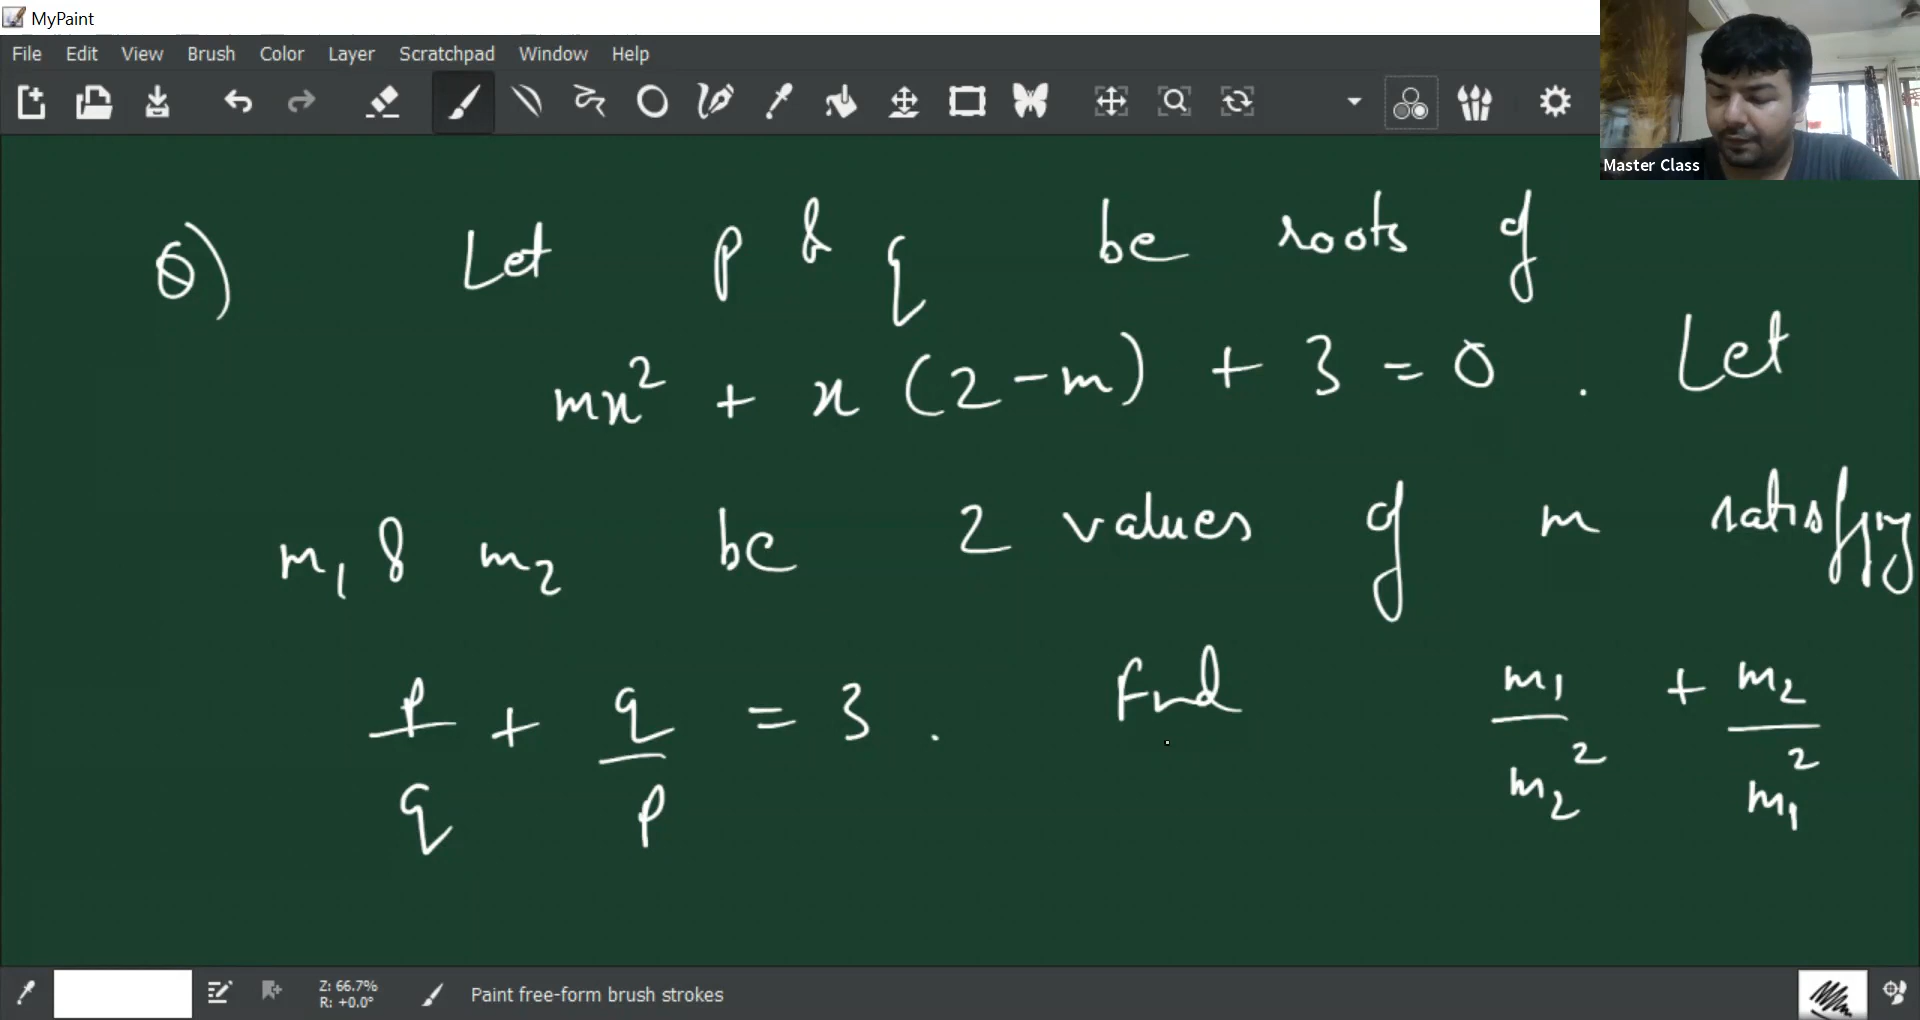 MyPaint
File Edit View Brush Color Layer Scratchpad Window Help
Master Class
Q) Let p & q be roots of
mx² + x (2-m) + 3 = 0 . Let
m₁ & m₂ be 2 values of m satisfying
p/q + q/p = 3 . Find m₁/m₂² + m₂/m₁²
Z: 66.7%
R: +0.0°
Paint free-form brush strokes